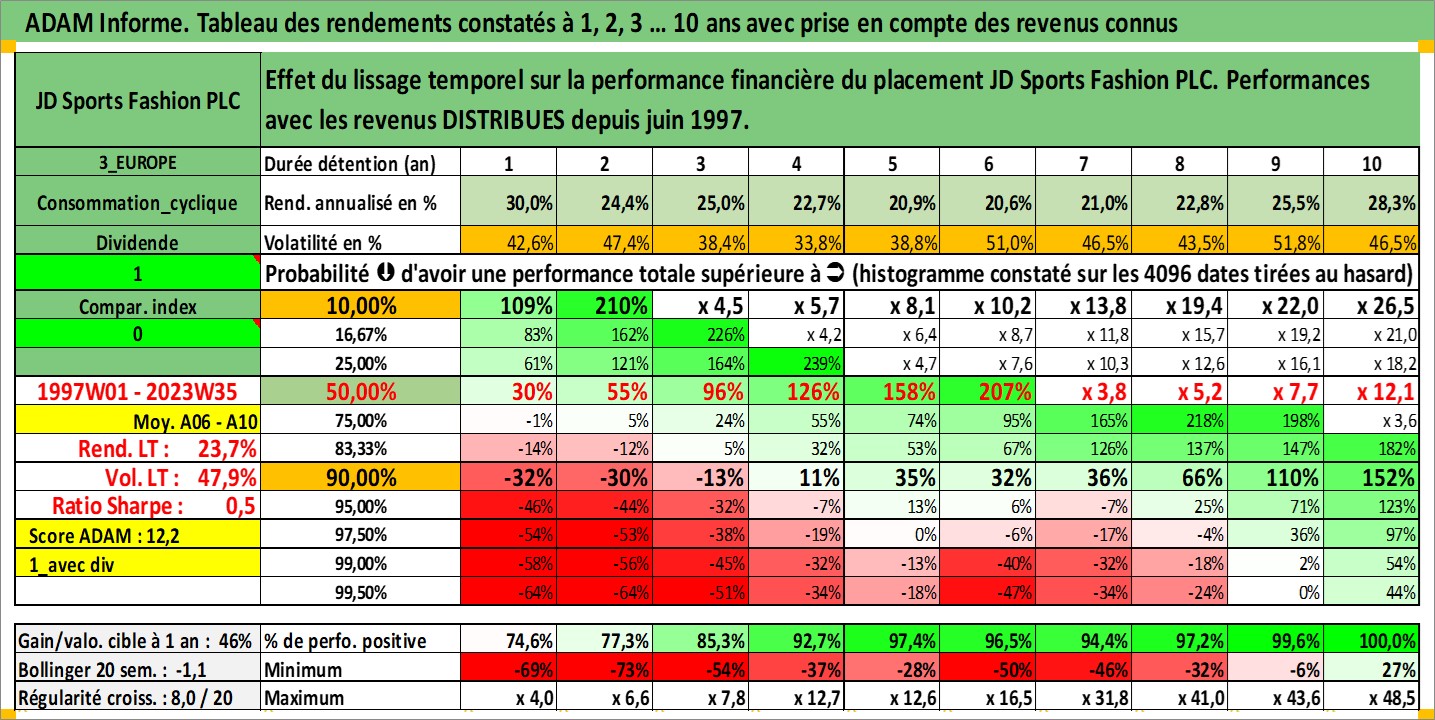 ADAM Informe. Tableau des rendements constatés à 1, 2, 3 ... 10 ans avec prise en compte des revenus connus
JD Sports Fashion PLC
Effet du lissage temporel sur la performance financière du placement JD Sports Fashion PLC. Performances
avec les revenus DISTRIBUES depuis juin 1997.
3_EUROPE Durée détention (an) 1 2 3 4 5 6 7 8 9 10
Consommation_cyclique Rend. annualisé en % 30,0% 24,4% 25,0% 22,7% 20,9% 20,6% 21,0% 22,8% 25,5% 28,3%
Dividende Volatilité en % 42,6% 47,4% 38,4% 33,8% 38,8% 51,0% 46,5% 43,5% 51,8% 46,5%
1 Probabilité ⬇ d'avoir une performance totale supérieure à ➲ (histogramme constaté sur les 4096 dates tirées au hasard)
Compar. index 10,00% 109% 210% x 4,5 x 5,7 x 8,1 x 10,2 x 13,8 x 19,4 x 22,0 x 26,5
0 16,67% 83% 162% 226% x 4,2 x 6,4 x 8,7 x 11,8 x 15,7 x 19,2 x 21,0
25,00% 61% 121% 164% 239% x 4,7 x 7,6 x 10,3 x 12,6 x 16,1 x 18,2
1997W01 - 2023W35 50,00% 30% 55% 96% 126% 158% 207% x 3,8 x 5,2 x 7,7 x 12,1
Moy. A06 - A10 75,00% -1% 5% 24% 55% 74% 95% 165% 218% 198% x 3,6
Rend. LT : 23,7% 83,33% -14% -12% 5% 32% 53% 67% 126% 137% 147% 182%
Vol. LT : 47,9% 90,00% -32% -30% -13% 11% 35% 32% 36% 66% 110% 152%
Ratio Sharpe : 0,5 95,00% -46% -44% -32% -7% 13% 6% -7% 25% 71% 123%
Score ADAM : 12,2 97,50% -54% -53% -38% -19% 0% -6% -17% -4% 36% 97%
1_avec div 99,00% -58% -56% -45% -32% -13% -40% -32% -18% 2% 54%
99,50% -64% -64% -51% -34% -18% -47% -34% -24% 0% 44%
Gain/valo. cible à 1 an : 46% % de perfo. positive 74,6% 77,3% 85,3% 92,7% 97,4% 96,5% 94,4% 97,2% 99,6% 100,0%
Bollinger 20 sem. : -1,1 Minimum -69% -73% -54% -37% -28% -50% -46% -32% -6% 27%
Régularité croiss. : 8,0 / 20 Maximum x 4,0 x 6,6 x 7,8 x 12,7 x 12,6 x 16,5 x 31,8 x 41,0 x 43,6 x 48,5